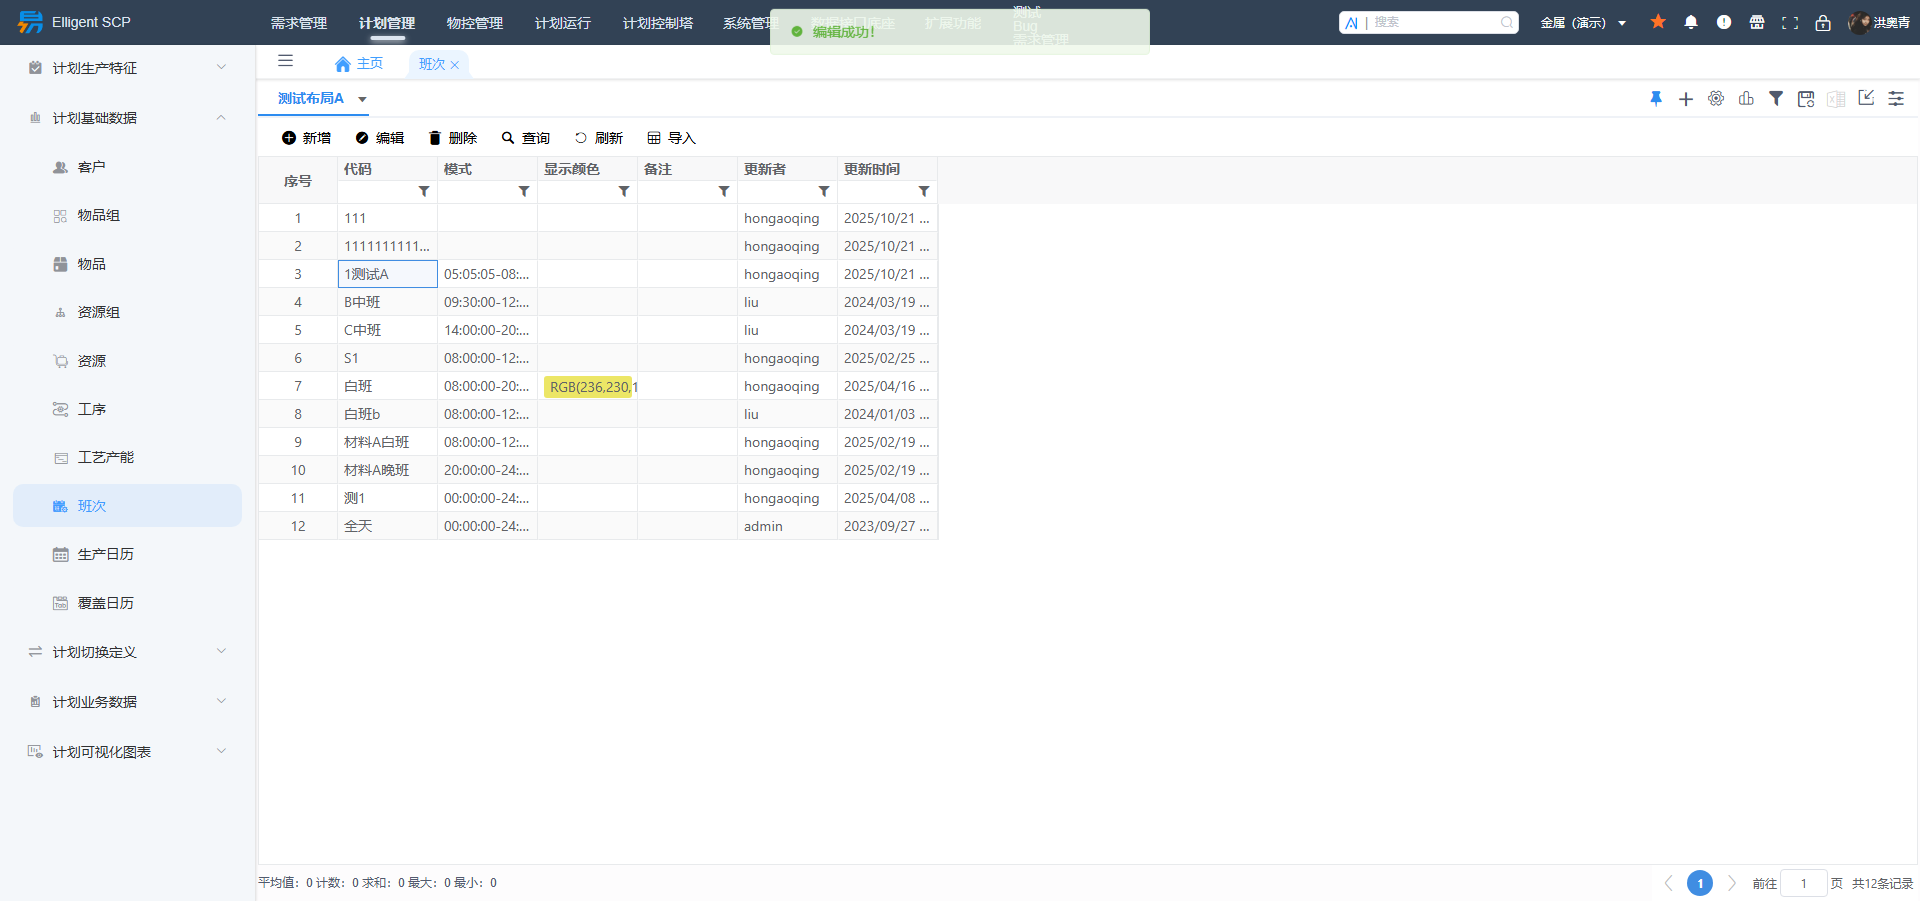 Elligent SCP
需求管理 计划管理 物控管理 计划运行 计划控制塔 系统管理 数据接口底座 扩展功能
测试
Bug
需求管理
编辑成功！
AI | 搜索
金属（演示）
洪奥青
计划生产特征
计划基础数据
客户
物品组
物品
资源组
资源
工序
工艺产能
班次
生产日历
覆盖日历
计划切换定义
计划业务数据
计划可视化图表
主页 班次
测试布局A
新增 编辑 删除 查询 刷新 导入
序号 代码 模式 显示颜色 备注 更新者 更新时间
1 111 hongaoqing 2025/10/21 ...
2 1111111111... hongaoqing 2025/10/21 ...
3 1测试A 05:05:05-08:... hongaoqing 2025/10/21 ...
4 B中班 09:30:00-12:... liu 2024/03/19 ...
5 C中班 14:00:00-20:... liu 2024/03/19 ...
6 S1 08:00:00-12:... hongaoqing 2025/02/25 ...
7 白班 08:00:00-20:... RGB(236,230,1 hongaoqing 2025/04/16 ...
8 白班b 08:00:00-12:... liu 2024/01/03 ...
9 材料A白班 08:00:00-12:... hongaoqing 2025/02/19 ...
10 材料A晚班 20:00:00-24:... hongaoqing 2025/02/19 ...
11 测1 00:00:00-24:... hongaoqing 2025/04/08 ...
12 全天 00:00:00-24:... admin 2023/09/27 ...
平均值：0 计数：0 求和：0 最大：0 最小：0
1 前往 1 页 共12条记录